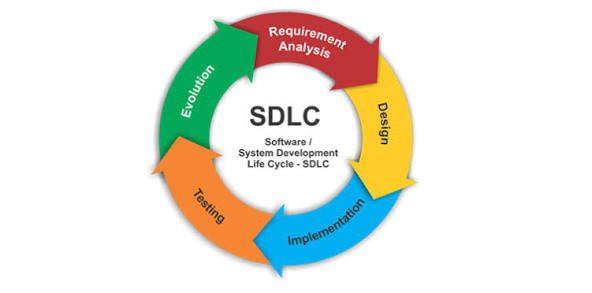 Requirement
Analysis
Design
Implementation
Testing
Evolution
SDLC
Software /
System Development
Life Cycle - SDLC